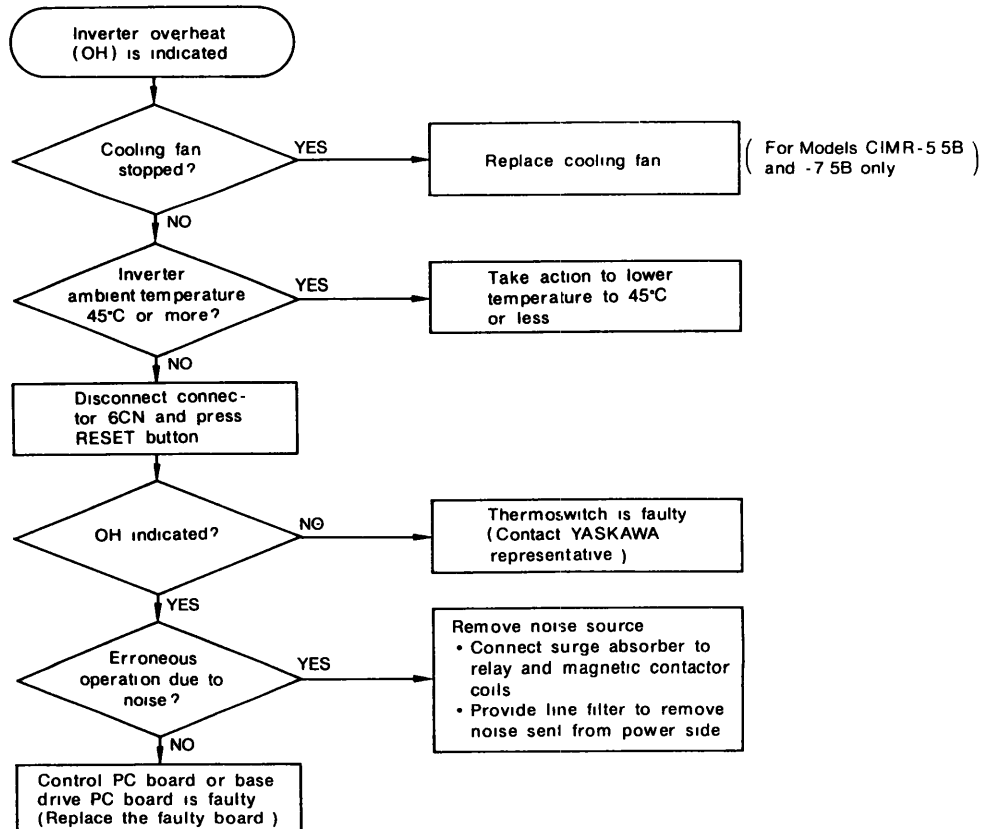 Inverter overheat
(OH) is indicated
Cooling fan
stopped?
YES
Replace cooling fan
( For Models CIMR-5 5B
and -7 5B only )
NO
Inverter
ambient temperature
45°C or more?
YES
Take action to lower
temperature to 45°C
or less
NO
Disconnect connec-
tor 6CN and press
RESET button
OH indicated?
NO
Thermoswitch is faulty
(Contact YASKAWA
representative)
YES
Erroneous
operation due to
noise?
YES
Remove noise source
• Connect surge absorber to
relay and magnetic contactor
coils
• Provide line filter to remove
noise sent from power side
NO
Control PC board or base
drive PC board is faulty
(Replace the faulty board)